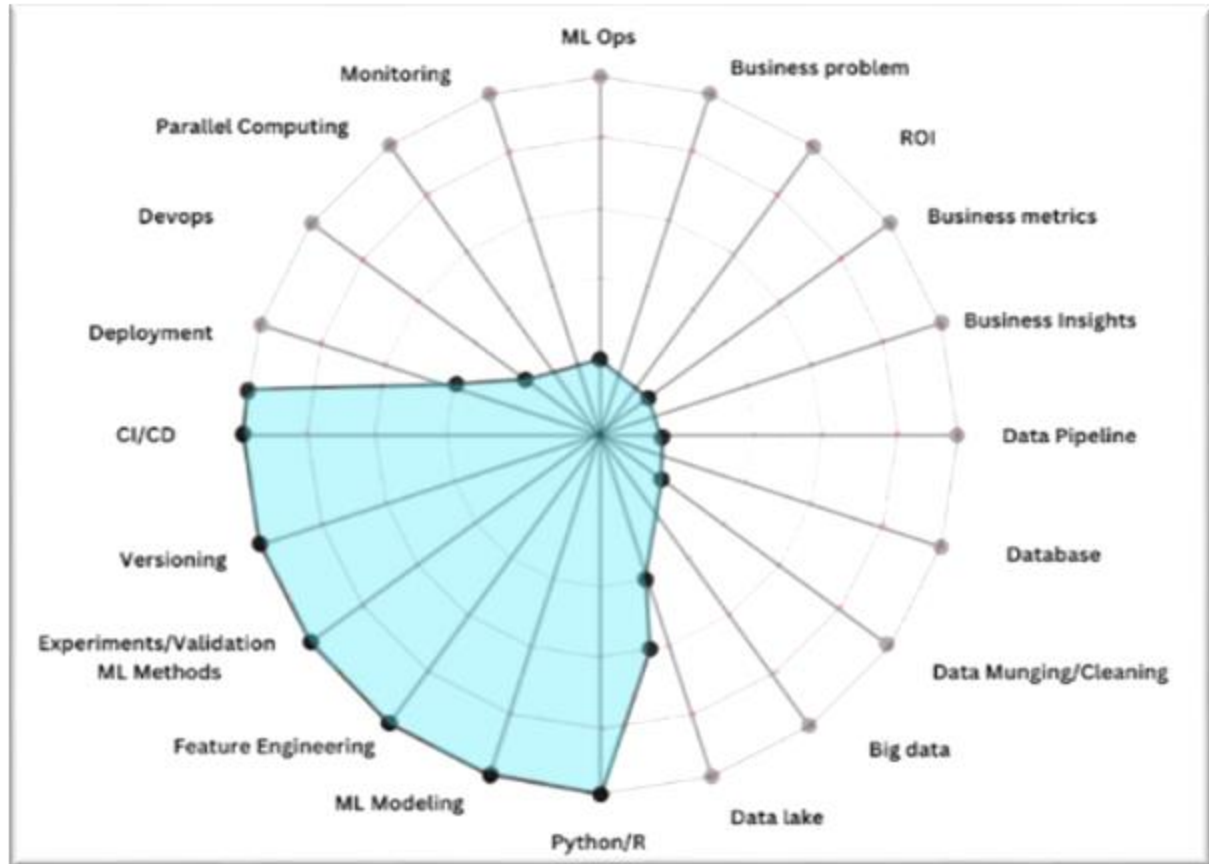 ML Ops
Business problem
ROI
Business metrics
Business Insights
Data Pipeline
Database
Data Munging/Cleaning
Big data
Data lake
Python/R
ML Modeling
Feature Engineering
Experiments/Validation
ML Methods
Versioning
CI/CD
Deployment
Devops
Parallel Computing
Monitoring